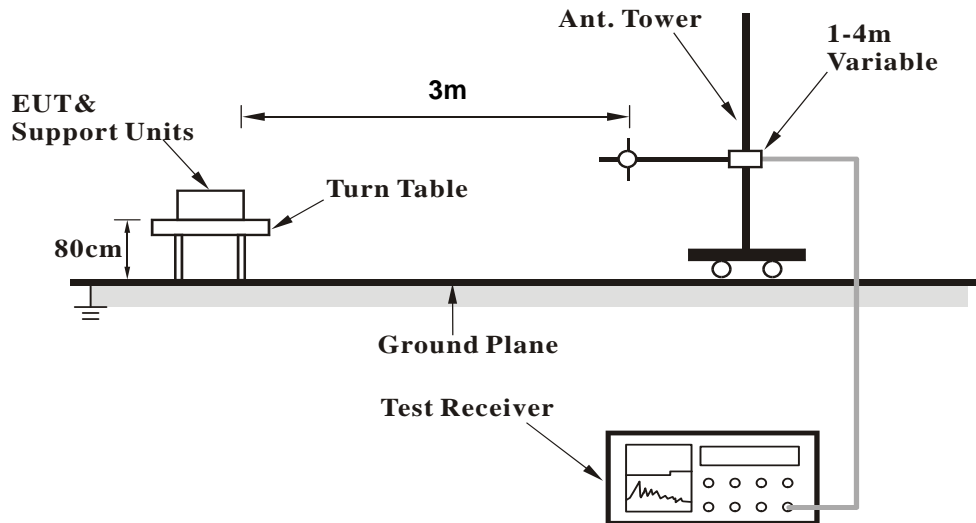 Ant. Tower
1-4m
Variable
3m
EUT&
Support Units
Turn Table
80cm
Ground Plane
Test Receiver